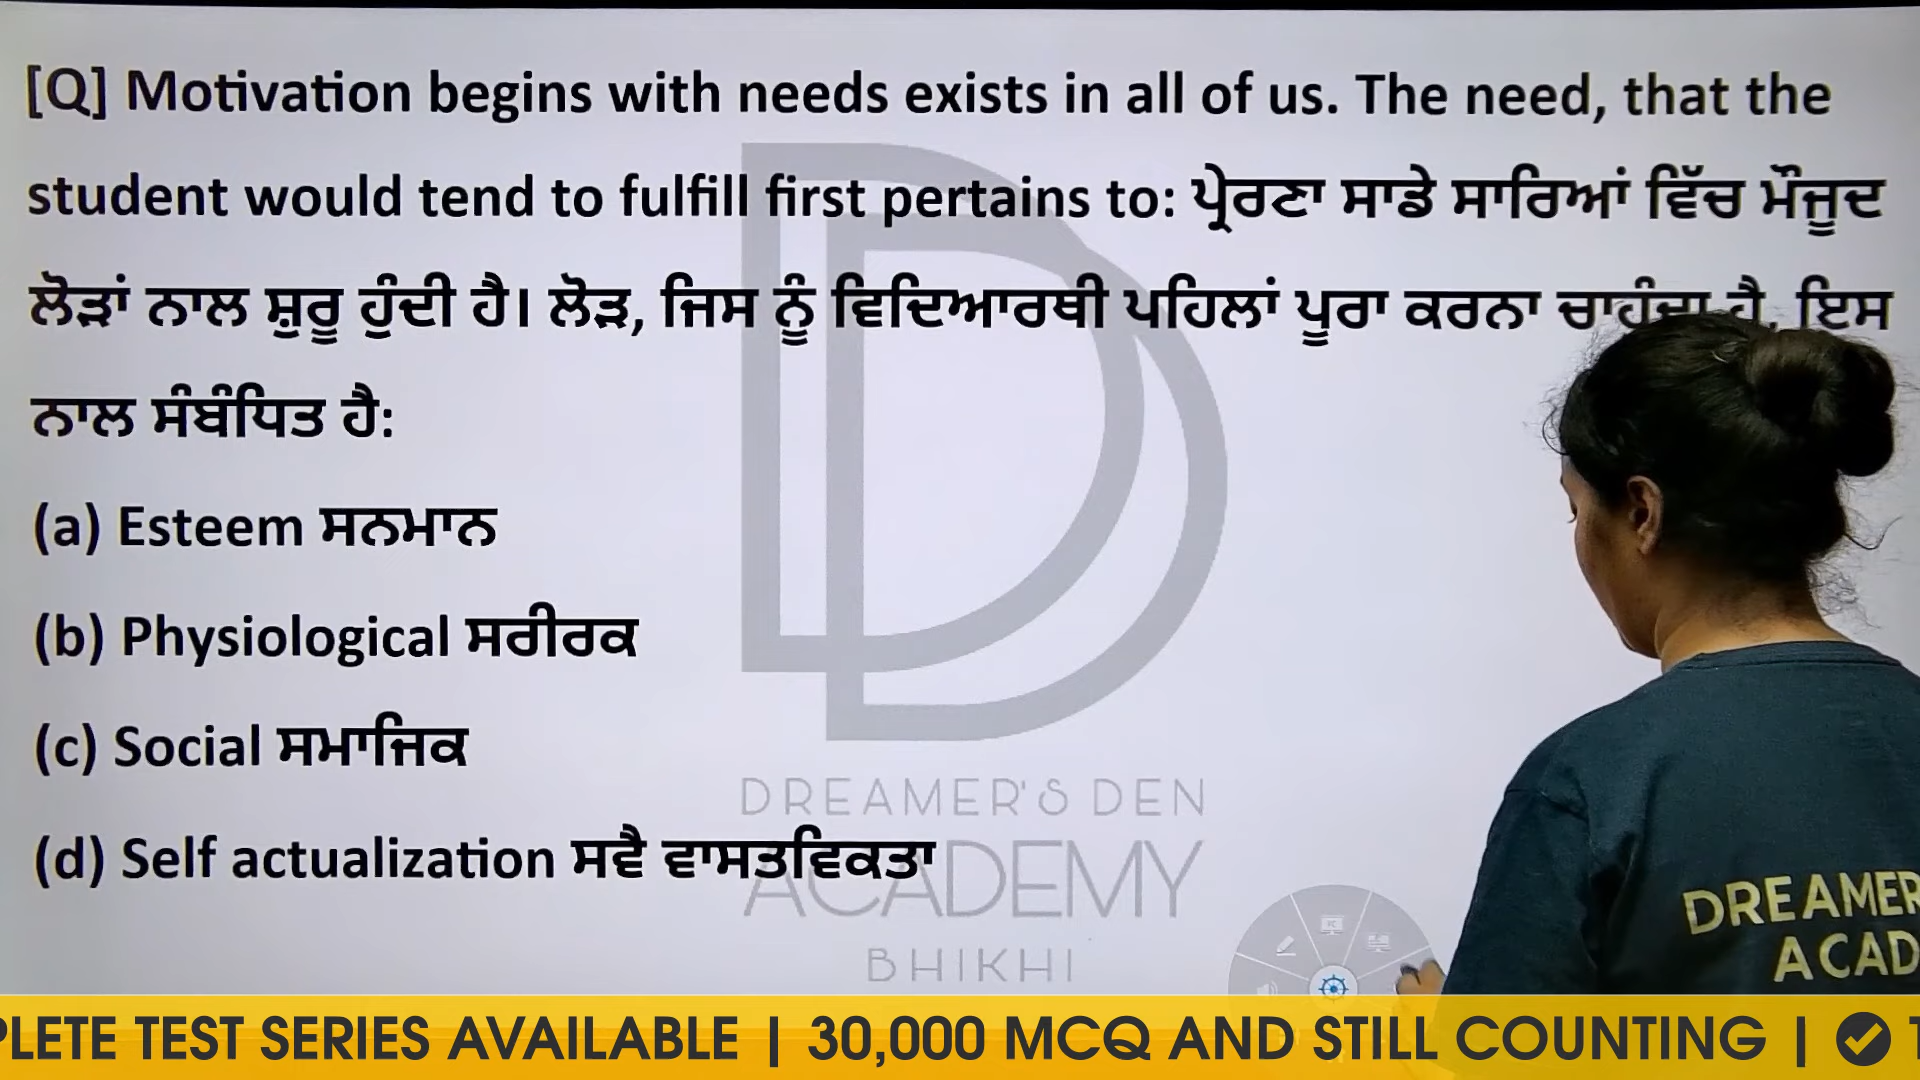 [Q] Motivation begins with needs exists in all of us. The need, that the
student would tend to fulfill first pertains to: ਪ੍ਰੇਰਣਾ ਸਾਡੇ ਸਾਰਿਆਂ ਵਿੱਚ ਮੌਜੂਦ
ਲੋੜਾਂ ਨਾਲ ਸ਼ੁਰੂ ਹੁੰਦੀ ਹੈ। ਲੋੜ, ਜਿਸ ਨੂੰ ਵਿਦਿਆਰਥੀ ਪਹਿਲਾਂ ਪੂਰਾ ਕਰਨਾ ਚਾਹੁੰਦਾ ਹੈ, ਇਸ
ਨਾਲ ਸੰਬੰਧਿਤ ਹੈ:
(a) Esteem ਸਨਮਾਨ
(b) Physiological ਸਰੀਰਕ
(c) Social ਸਮਾਜਿਕ
(d) Self actualization ਸਵੈ ਵਾਸਤਵਿਕਤਾ
DREAMER'S DEN
ACADEMY
BHIKHI
DREAMER
ACAD
PLETE TEST SERIES AVAILABLE | 30,000 MCQ AND STILL COUNTING |